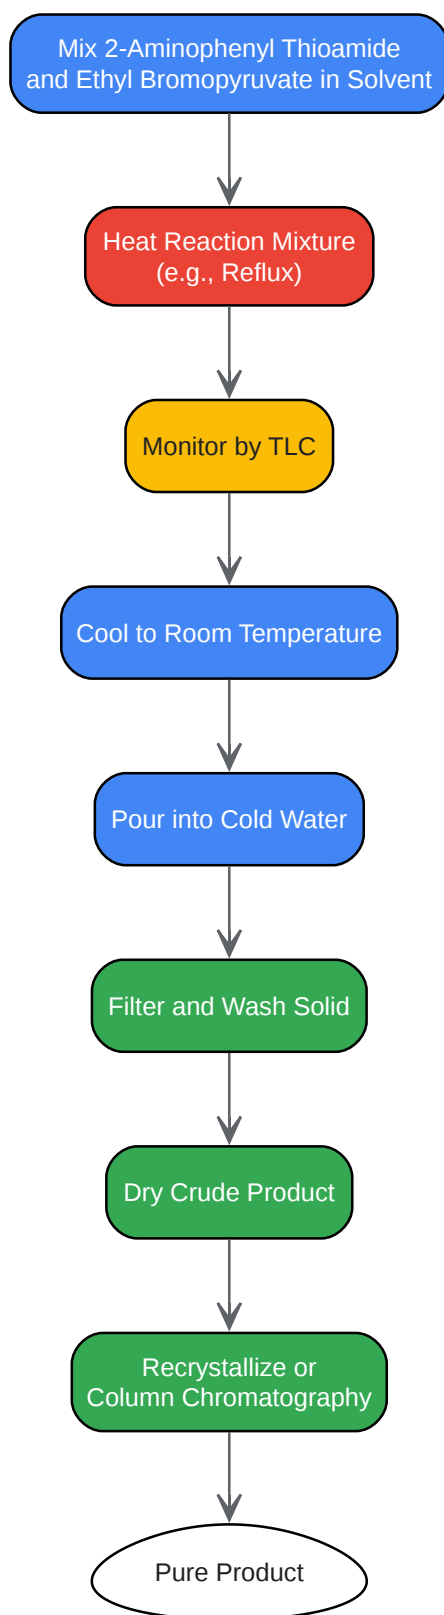 Mix 2-Aminophenyl Thioamide
and Ethyl Bromopyruvate in Solvent
Heat Reaction Mixture
(e.g., Reflux)
Monitor by TLC
Cool to Room Temperature
Pour into Cold Water
Filter and Wash Solid
Dry Crude Product
Recrystallize or
Column Chromatography
Pure Product